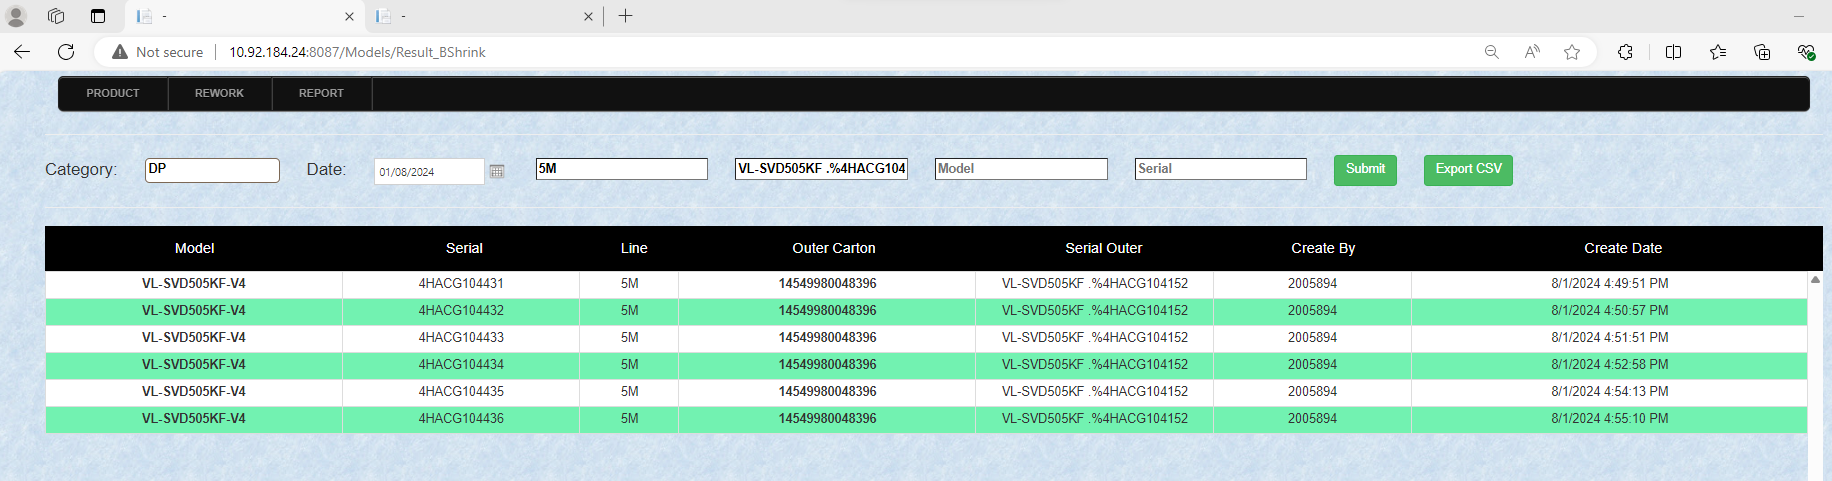 -
-
Not secure
10.92.184.24:8087/Models/Result_BShrink
PRODUCT REWORK REPORT
Category: DP Date: 01/08/2024 5M VL-SVD505KF .%4HACG104 Model Serial Submit Export CSV
Model Serial Line Outer Carton Serial Outer Create By Create Date
VL-SVD505KF-V4 4HACG104431 5M 14549980048396 VL-SVD505KF .%4HACG104152 2005894 8/1/2024 4:49:51 PM
VL-SVD505KF-V4 4HACG104432 5M 14549980048396 VL-SVD505KF .%4HACG104152 2005894 8/1/2024 4:50:57 PM
VL-SVD505KF-V4 4HACG104433 5M 14549980048396 VL-SVD505KF .%4HACG104152 2005894 8/1/2024 4:51:51 PM
VL-SVD505KF-V4 4HACG104434 5M 14549980048396 VL-SVD505KF .%4HACG104152 2005894 8/1/2024 4:52:58 PM
VL-SVD505KF-V4 4HACG104435 5M 14549980048396 VL-SVD505KF .%4HACG104152 2005894 8/1/2024 4:54:13 PM
VL-SVD505KF-V4 4HACG104436 5M 14549980048396 VL-SVD505KF .%4HACG104152 2005894 8/1/2024 4:55:10 PM